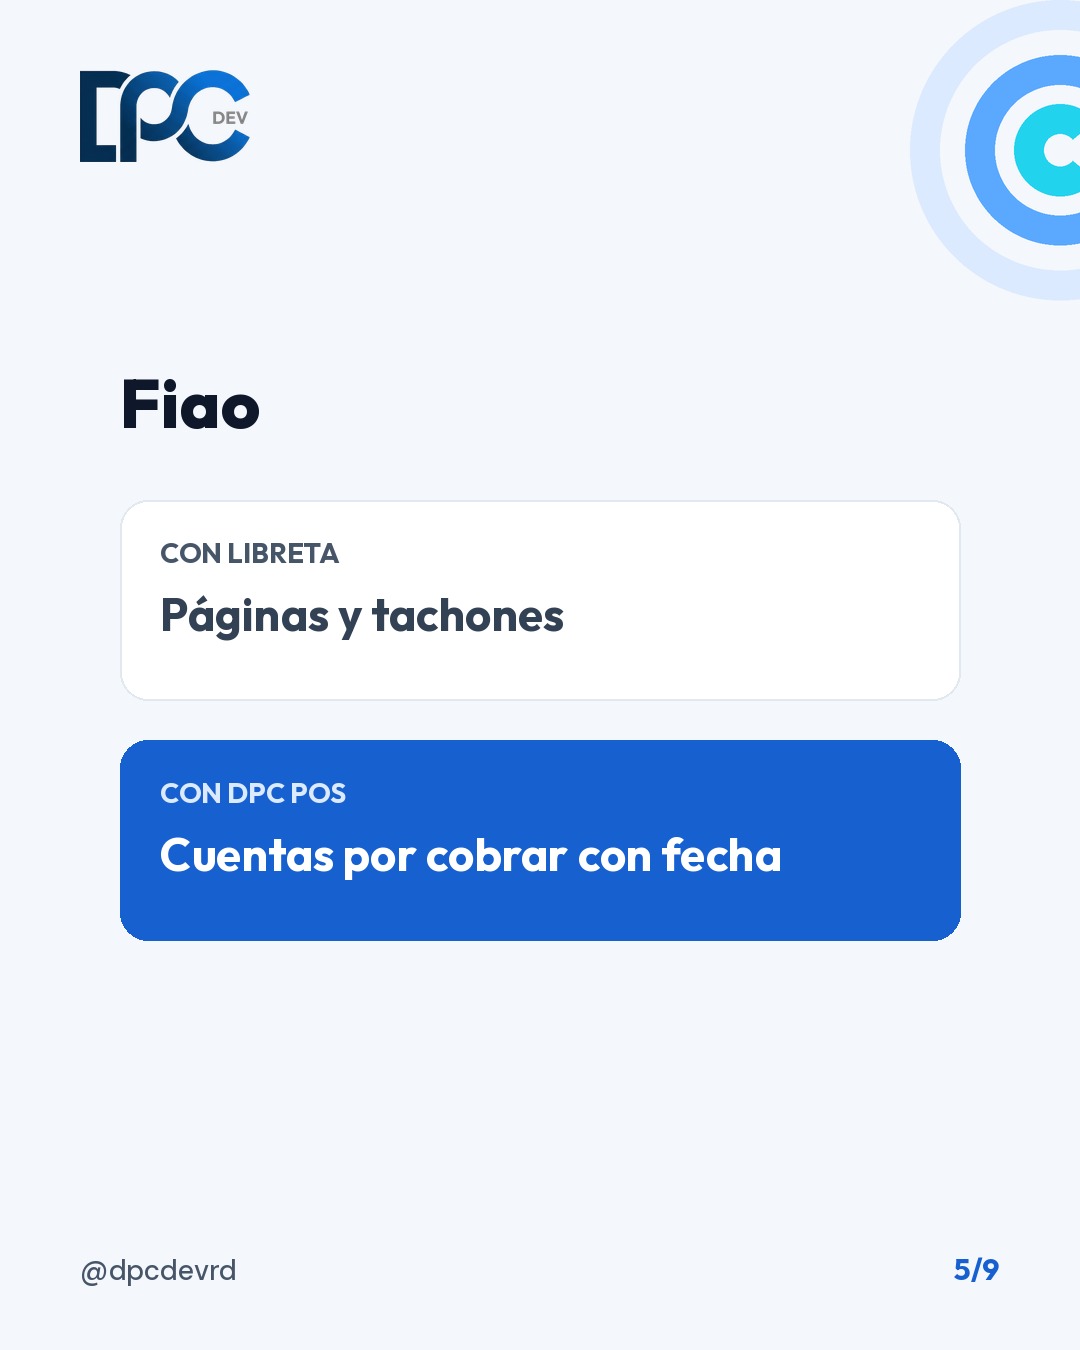 DPC
DEV
Fiao
CON LIBRETA
Páginas y tachones
CON DPC POS
Cuentas por cobrar con fecha
@dpcdevrd
5/9